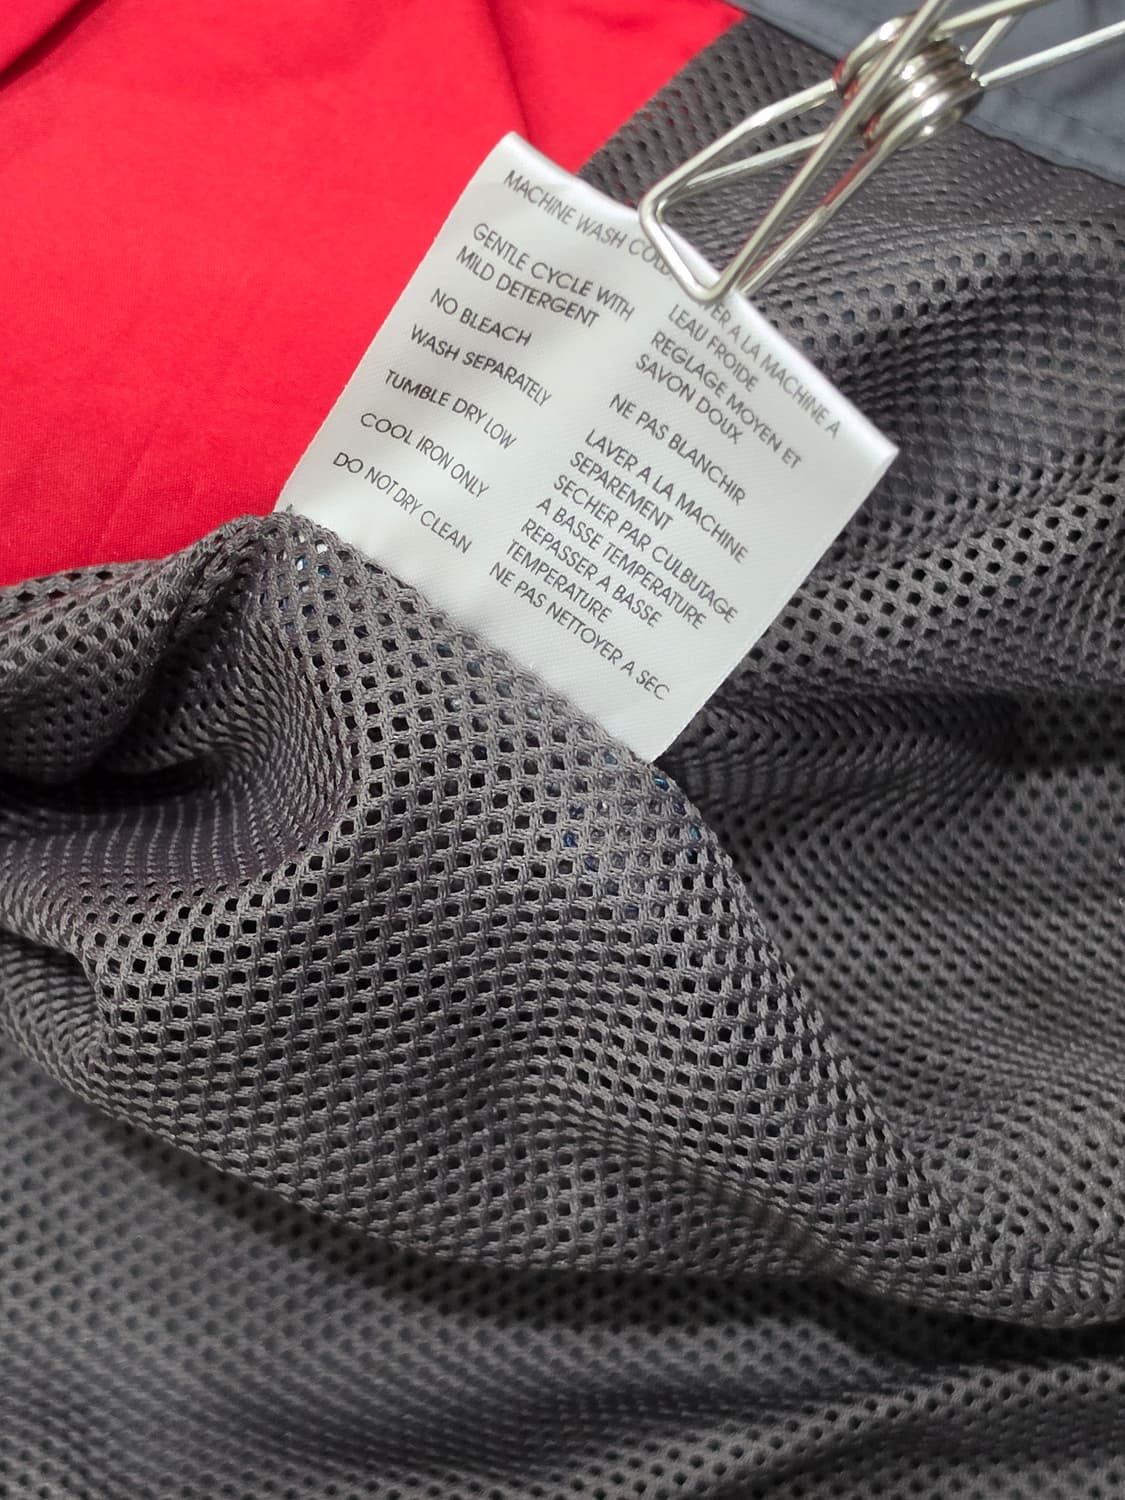 MACHINE WASH COLD
GENTLE CYCLE WITH
MILD DETERGENT
NO BLEACH
WASH SEPARATELY
TUMBLE DRY LOW
COOL IRON ONLY
DO NOT DRY CLEAN
A LA MACHINE A
LEAU FROIDE
REGLAGE MOYEN ET
SAVON DOUX
NE PAS BLANCHIR
LAVER A LA MACHINE
SEPAREMENT
SECHER PAR CULBUTAGE
A BASSE TEMPERATURE
REPASSER A BASSE
TEMPERATURE
NE PAS NETTOYER A SEC